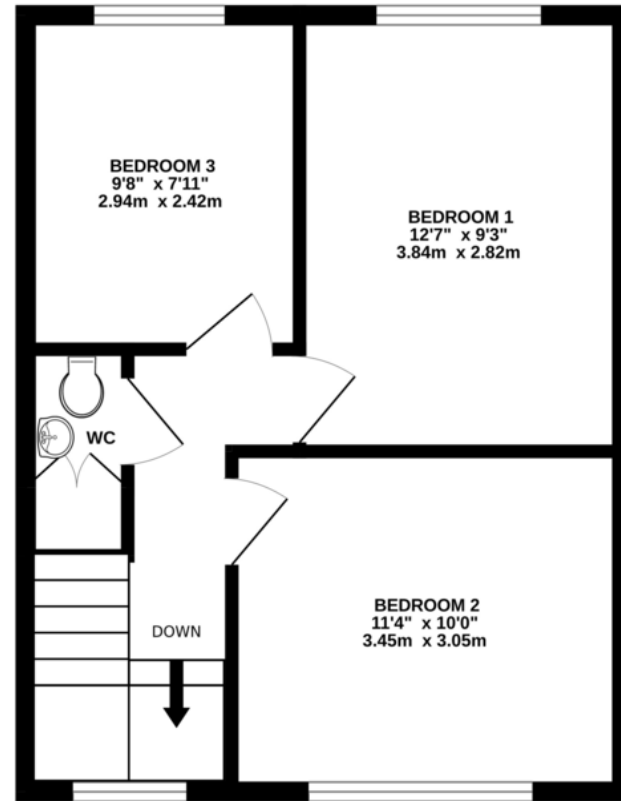 BEDROOM 3
9'8" x 7'11"
2.94m x 2.42m
BEDROOM 1
12'7" x 9'3"
3.84m x 2.82m
WC
BEDROOM 2
11'4" x 10'0"
3.45m x 3.05m
DOWN